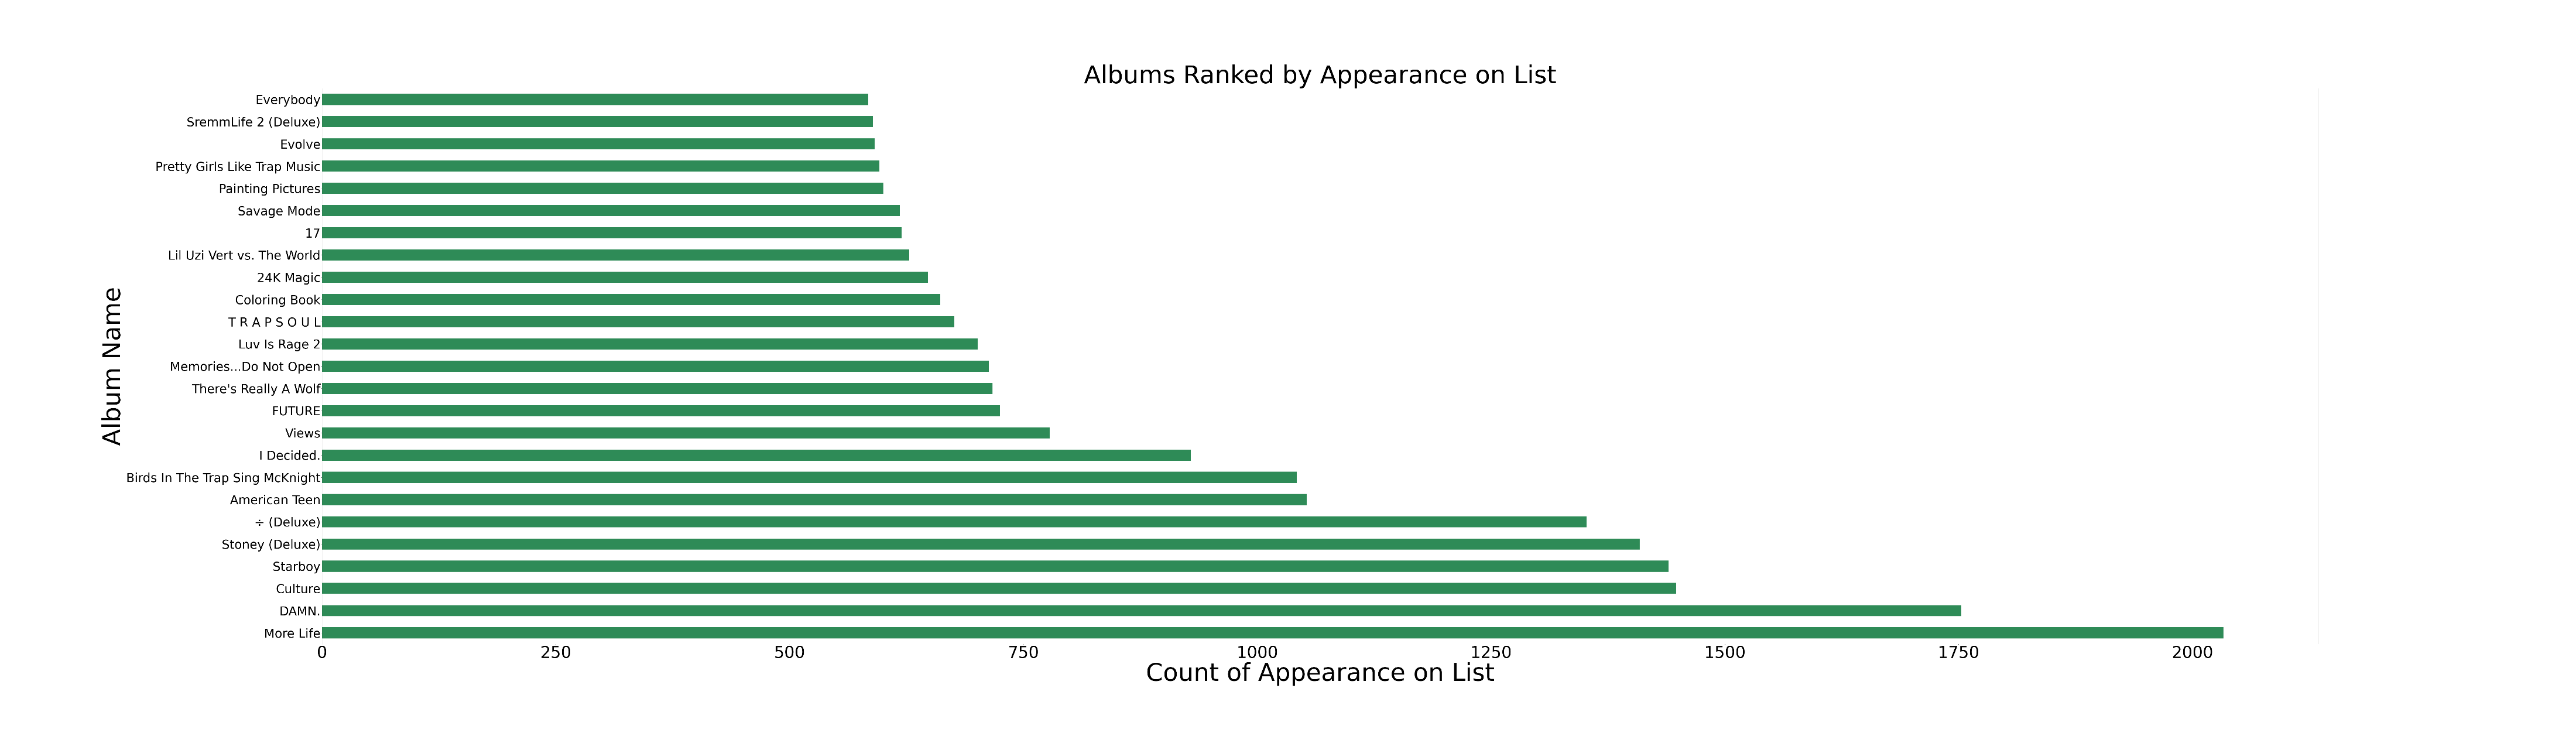 Albums Ranked by Appearance on List
Album Name
Everybody
SremmLife 2 (Deluxe)
Evolve
Pretty Girls Like Trap Music
Painting Pictures
Savage Mode
17
Lil Uzi Vert vs. The World
24K Magic
Coloring Book
T R A P S O U L
Luv Is Rage 2
Memories...Do Not Open
There's Really A Wolf
FUTURE
Views
I Decided.
Birds In The Trap Sing McKnight
American Teen
÷ (Deluxe)
Stoney (Deluxe)
Starboy
Culture
DAMN.
More Life
0 250 500 750 1000 1250 1500 1750 2000
Count of Appearance on List